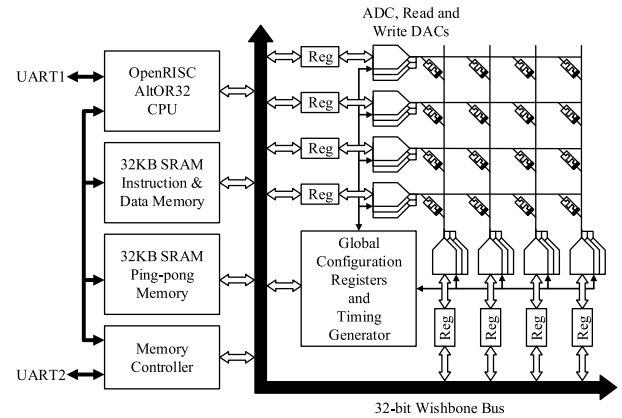 ADC, Read and
Write DACs
UART1
OpenRISC
AltOR32
CPU
Reg
Reg
Reg
Reg
32KB SRAM
Instruction &
Data Memory
32KB SRAM
Ping-pong
Memory
Global
Configuration
Registers
and
Timing
Generator
Reg
Reg
Reg
Reg
Memory
Controller
UART2
32-bit Wishbone Bus